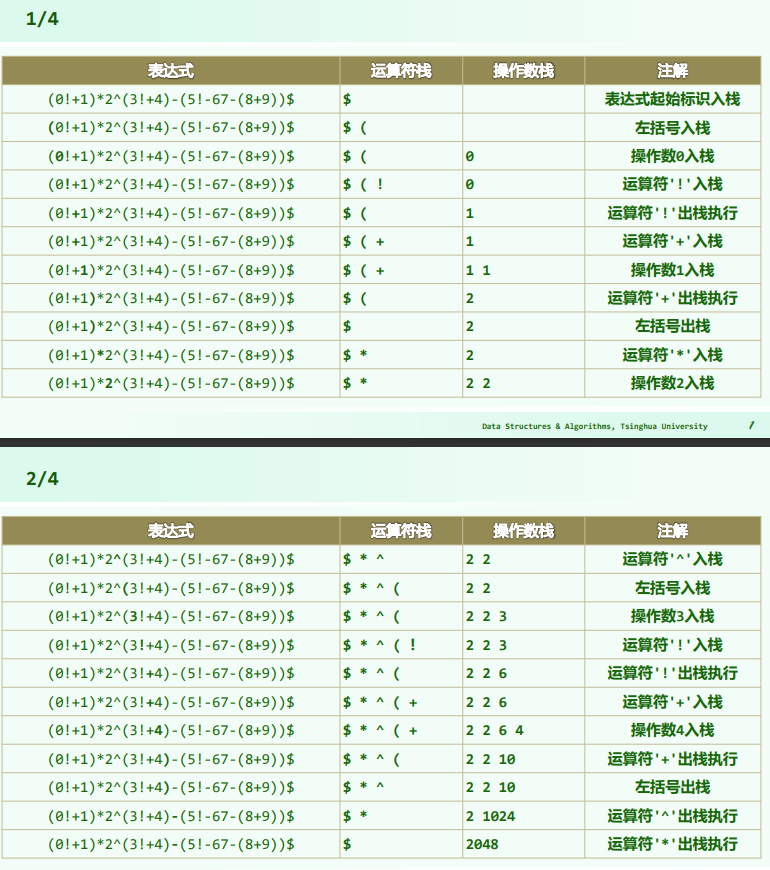 1/4
表达式 运算符栈 操作数栈 注解
(0!+1)*2^(3!+4)-(5!-67-(8+9))$ $ 表达式起始标识入栈
(0!+1)*2^(3!+4)-(5!-67-(8+9))$ $ ( 左括号入栈
(0!+1)*2^(3!+4)-(5!-67-(8+9))$ $ ( 0 操作数0入栈
(0!+1)*2^(3!+4)-(5!-67-(8+9))$ $ ( ! 0 运算符'!'入栈
(0!+1)*2^(3!+4)-(5!-67-(8+9))$ $ ( 1 运算符'!'出栈执行
(0!+1)*2^(3!+4)-(5!-67-(8+9))$ $ ( + 1 运算符'+'入栈
(0!+1)*2^(3!+4)-(5!-67-(8+9))$ $ ( + 1 1 操作数1入栈
(0!+1)*2^(3!+4)-(5!-67-(8+9))$ $ ( 2 运算符'+'出栈执行
(0!+1)*2^(3!+4)-(5!-67-(8+9))$ $ 2 左括号出栈
(0!+1)*2^(3!+4)-(5!-67-(8+9))$ $ * 2 运算符'*'入栈
(0!+1)*2^(3!+4)-(5!-67-(8+9))$ $ * 2 2 操作数2入栈
Data Structures & Algorithms, Tsinghua University
2/4
表达式 运算符栈 操作数栈 注解
(0!+1)*2^(3!+4)-(5!-67-(8+9))$ $ * ^ 2 2 运算符'^'入栈
(0!+1)*2^(3!+4)-(5!-67-(8+9))$ $ * ^ ( 2 2 左括号入栈
(0!+1)*2^(3!+4)-(5!-67-(8+9))$ $ * ^ ( 2 2 3 操作数3入栈
(0!+1)*2^(3!+4)-(5!-67-(8+9))$ $ * ^ ( ! 2 2 3 运算符'!'入栈
(0!+1)*2^(3!+4)-(5!-67-(8+9))$ $ * ^ ( 2 2 6 运算符'!'出栈执行
(0!+1)*2^(3!+4)-(5!-67-(8+9))$ $ * ^ ( + 2 2 6 运算符'+'入栈
(0!+1)*2^(3!+4)-(5!-67-(8+9))$ $ * ^ ( + 2 2 6 4 操作数4入栈
(0!+1)*2^(3!+4)-(5!-67-(8+9))$ $ * ^ ( 2 2 10 运算符'+'出栈执行
(0!+1)*2^(3!+4)-(5!-67-(8+9))$ $ * ^ 2 2 10 左括号出栈
(0!+1)*2^(3!+4)-(5!-67-(8+9))$ $ * 2 1024 运算符'^'出栈执行
(0!+1)*2^(3!+4)-(5!-67-(8+9))$ $ 2048 运算符'*'出栈执行